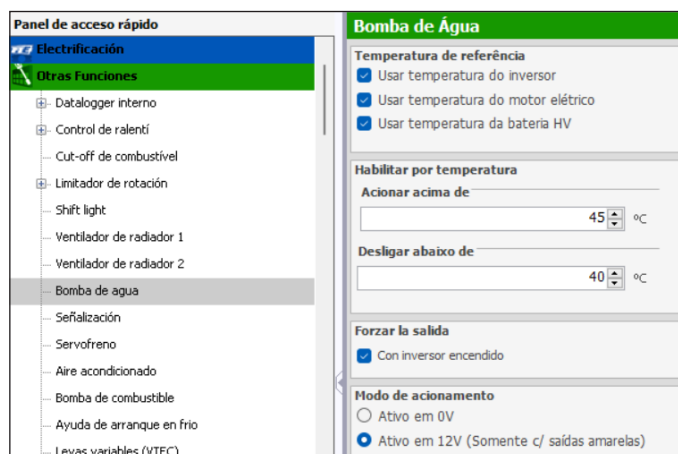 Panel de acceso rápido
Electrificación
Otras Funciones
Datalogger interno
Control de ralentí
Cut-off de combustível
Limitador de rotación
Shift light
Ventilador de radiador 1
Ventilador de radiador 2
Bomba de agua
Señalización
Servofreno
Aire acondicionado
Bomba de combustible
Ayuda de arranque en frio
Levas variables (VTEC)
Bomba de Água
Temperatura de referência
Usar temperatura do inversor
Usar temperatura do motor elétrico
Usar temperatura da bateria HV
Habilitar por temperatura
Acionar acima de
45 ºC
Desligar abaixo de
40 ºC
Forzar la salida
Con inversor encendido
Modo de acionamento
Ativo em 0V
Ativo em 12V (Somente c/ saídas amarelas)